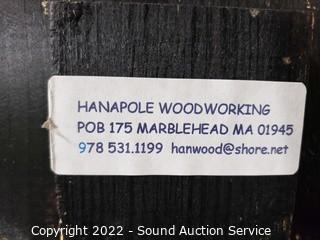 HANAPOLE WOODWORKING
POB 175 MARBLEHEAD MA 01945
978 531.1199 hanwood@shore.net
Copyright 2022 - Sound Auction Service